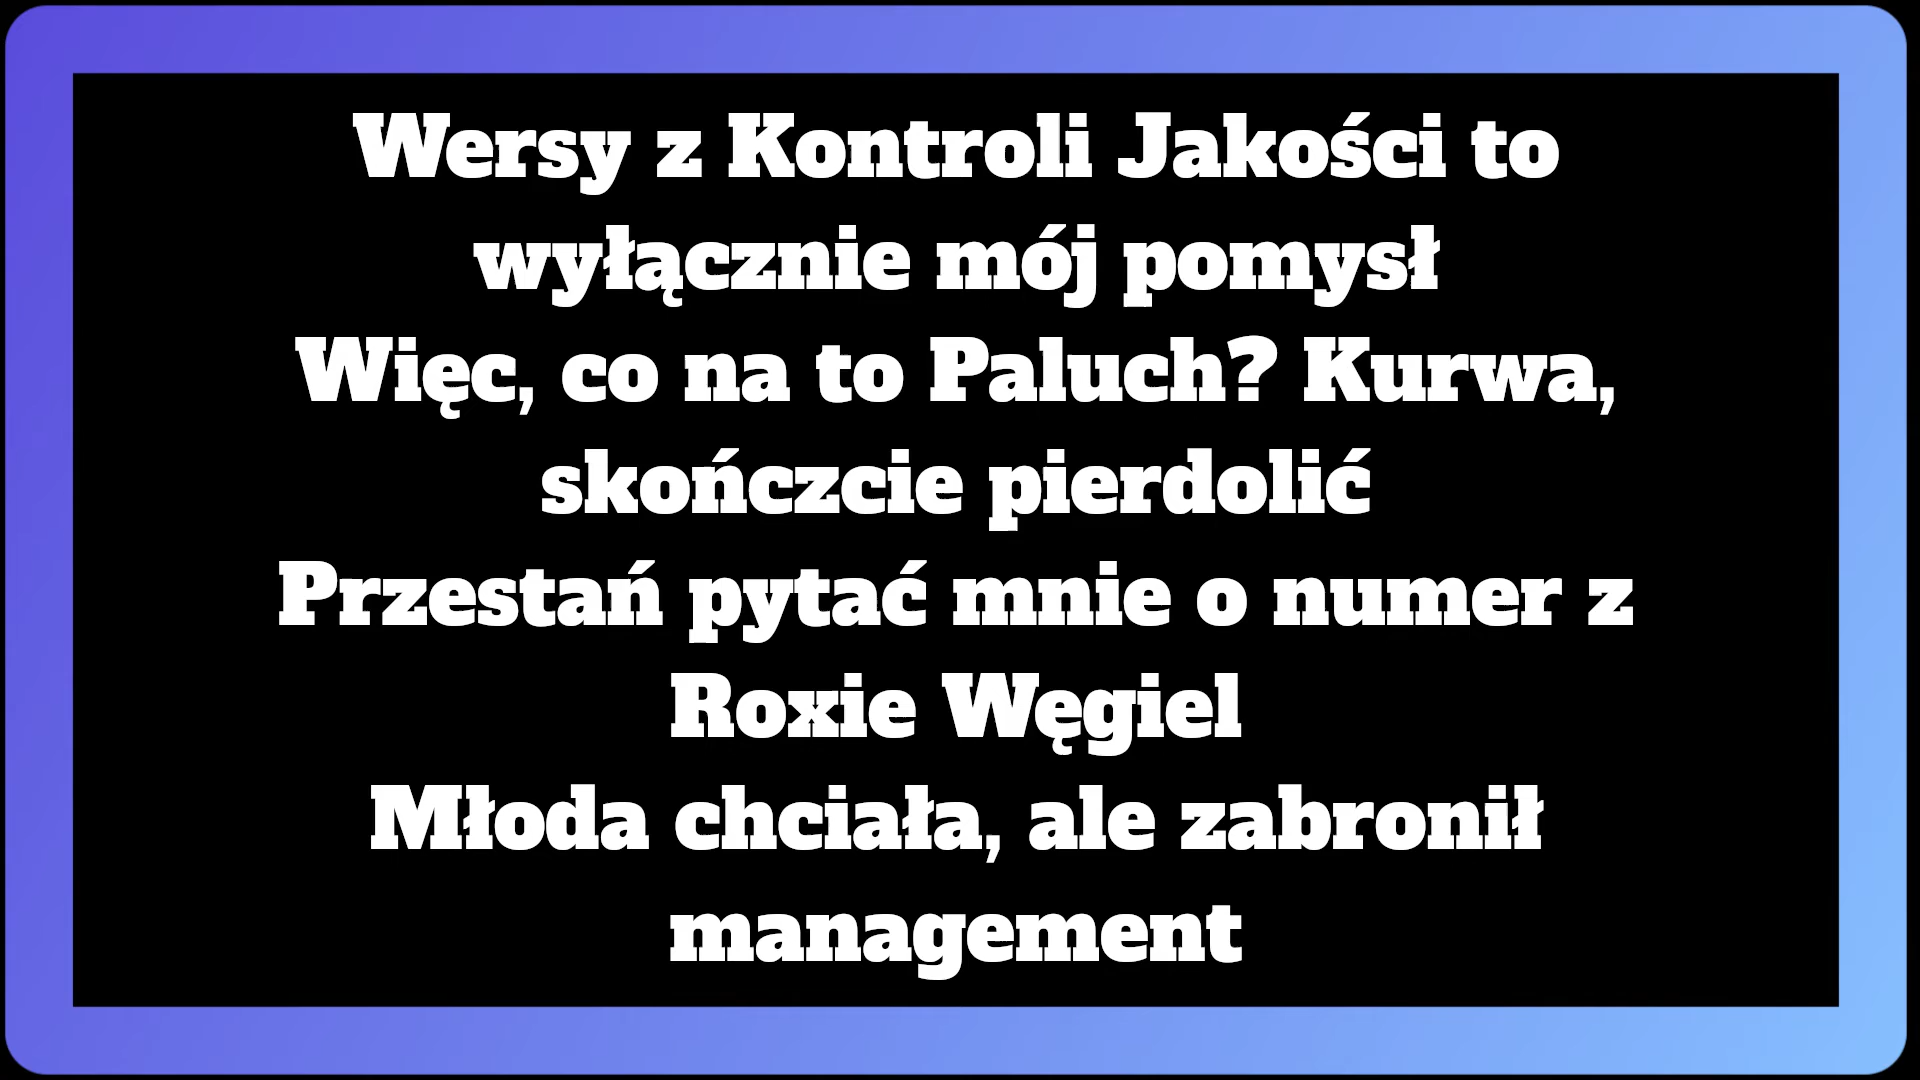 Wersy z Kontroli Jakości to
wyłącznie mój pomysł
Więc, co na to Paluch? Kurwa,
skończcie pierdolić
Przestań pytać mnie o numer z
Roxie Węgiel
Młoda chciała, ale zabronił
management